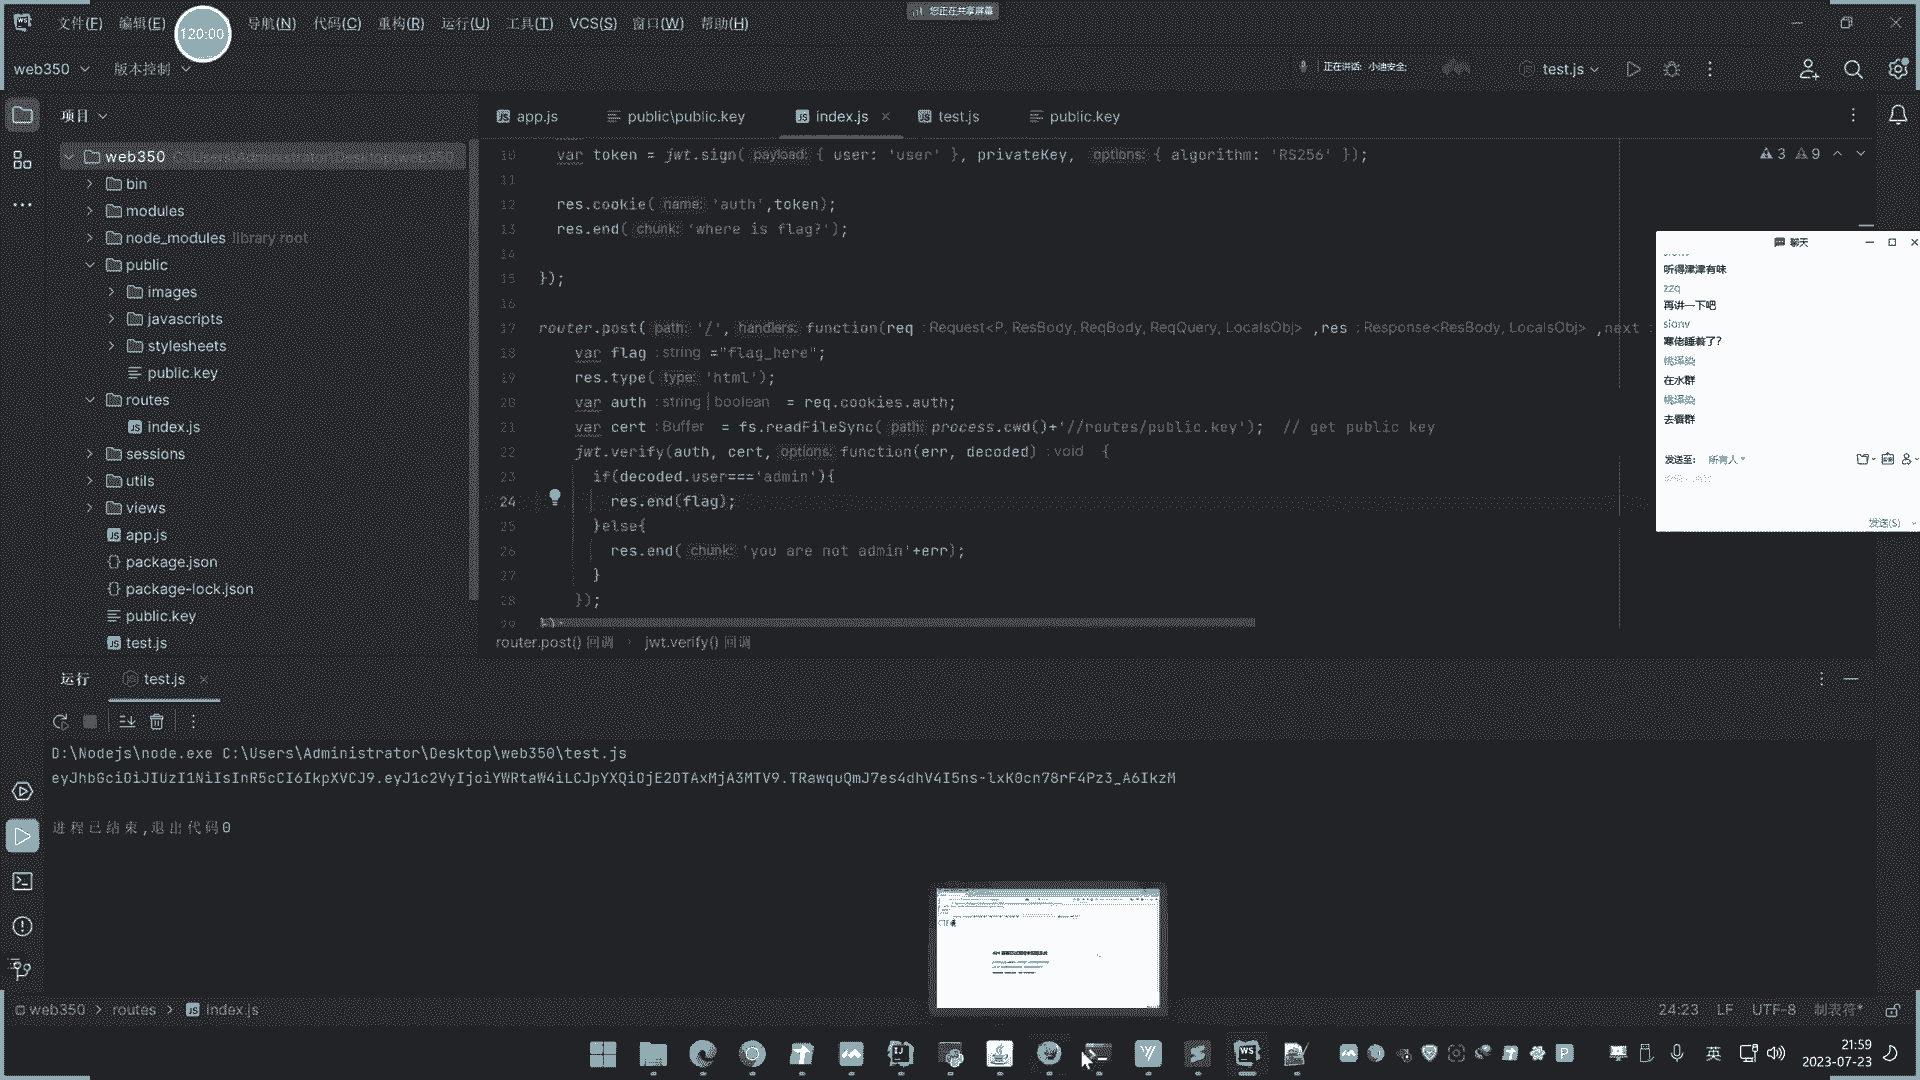 文件(F) 编辑(E) 导航(N) 代码(C) 重构(R) 运行(U) 工具(T) VCS(S) 窗口(W) 帮助(H)
120:00
您正在共享屏幕
web350 版本控制
正在讲话: 小迪安全;
test.js
项目
app.js public\public.key index.js test.js public.key
web350 C:\Users\Administrator\Desktop\web350
bin
modules
node_modules library root
public
images
javascripts
stylesheets
public.key
routes
index.js
sessions
utils
views
app.js
package.json
package-lock.json
public.key
test.js
3 9
10 var token = jwt.sign( payload: { user: 'user' }, privateKey, options: { algorithm: 'RS256' });
11
12 res.cookie( name: 'auth',token);
13 res.end( chunk: 'where is flag?');
14
15 });
16
17 router.post( path: '/', handlers: function(req : Request<P, ResBody, ReqBody, ReqQuery, LocalsObj> ,res : Response<ResBody, LocalsObj> ,next
18 var flag : string ="flag_here";
19 res.type( type: 'html');
20 var auth : string | boolean = req.cookies.auth;
21 var cert : Buffer = fs.readFileSync( path: process.cwd()+'//routes/public.key'); // get public key
22 jwt.verify(auth, cert, options: function(err, decoded) : void {
23 if(decoded.user==='admin'){
24 res.end(flag);
25 }else{
26 res.end( chunk: 'you are not admin'+err);
27 }
28 });
29 });
router.post() 回调 › jwt.verify() 回调
聊天
sionv
听得津津有味
zzq
再讲一下吧
sionv
寒佬睡着了?
桃泽染
在水群
桃泽染
去霸群
发送至: 所有人
发送(S)
运行 test.js
D:\Nodejs\node.exe C:\Users\Administrator\Desktop\web350\test.js
eyJhbGciOiJIUzI1NiIsInR5cCI6IkpXVCJ9.eyJ1c2VyIjoiYWRtaW4iLCJpYXQiOjE2OTAxMjA3MTV9.TRawquQmJ7es4dhV4I5ns-lxK0cn78rF4Pz3_A6IkzM
进程已结束,退出代码0
web350 › routes › index.js
24:23 LF UTF-8 制表符*
英
21:59
2023-07-23